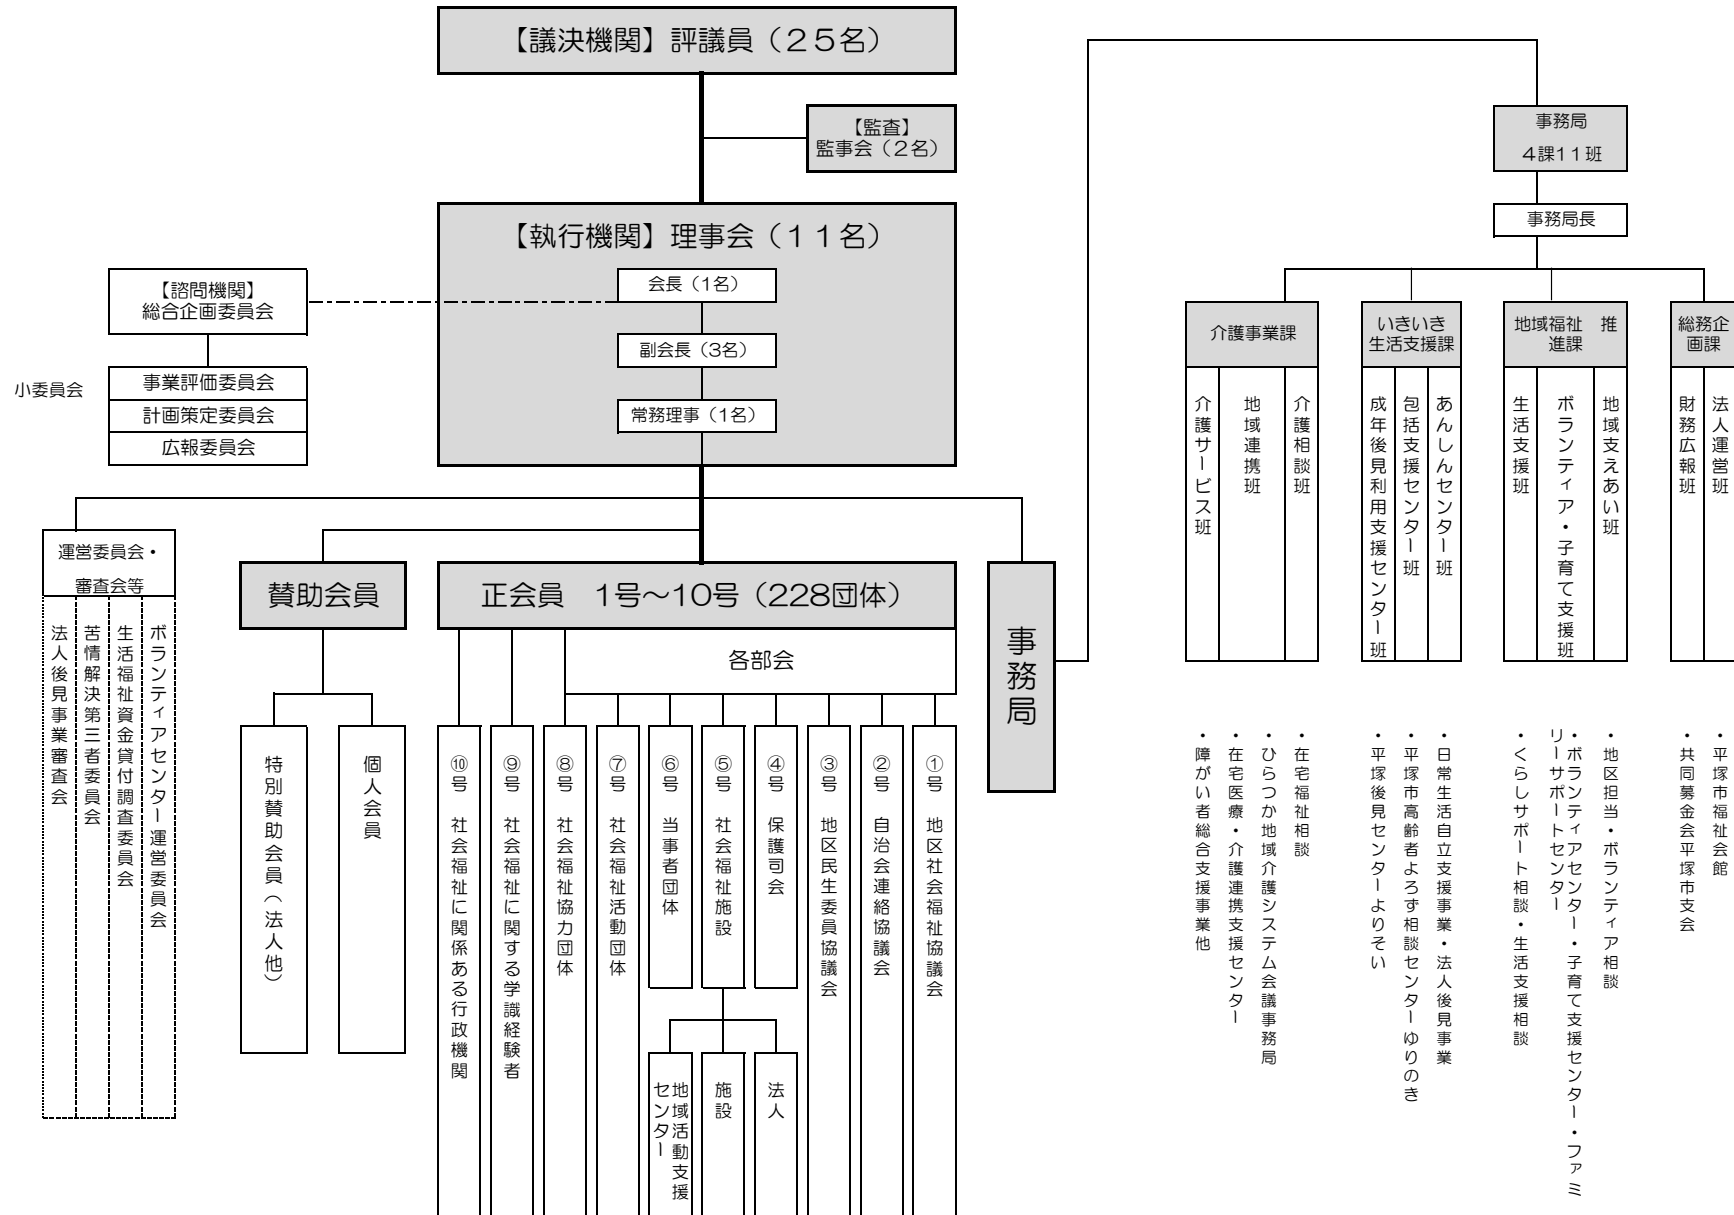 【議決機関】評議員（２５名）
【監査】
監事会（２名）
【執行機関】理事会（１１名）
会長（1名）
副会長（3名）
常務理事（1名）
【諮問機関】
総合企画委員会
小委員会
事業評価委員会
計画策定委員会
広報委員会
運営委員会・
審査会等
法人後見事業審査会
苦情解決第三者委員会
生活福祉資金貸付調査委員会
ボランティアセンター運営委員会
賛助会員
特別賛助会員（法人他）
個人会員
正会員　1号～10号（228団体）
各部会
⑩号　社会福祉に関係ある行政機関
⑨号　社会福祉に関する学識経験者
⑧号　社会福祉協力団体
⑦号　社会福祉活動団体
⑥号　当事者団体
⑤号　社会福祉施設
④号　保護司会
③号　地区民生委員協議会
②号　自治会連絡協議会
①号　地区社会福祉協議会
地域活動支援
センター
施設
法人
事務局
事務局
４課１１班
事務局長
介護事業課
介護サービス班
地域連携班
介護相談班
いきいき
生活支援課
成年後見利用支援センター班
包括支援センター班
あんしんセンター班
地域福祉　推
進課
生活支援班
ボランティア・子育て支援班
地域支えあい班
総務企
画課
財務広報班
法人運営班
・在宅福祉相談
・ひらつか地域介護システム会議事務局
・在宅医療・介護連携支援センター
・障がい者総合支援事業他
・日常生活自立支援事業・法人後見事業
・平塚市高齢者よろず相談センターゆりのき
・平塚後見センターよりそい
・地区担当・ボランティア相談
・ボランティアセンター・子育て支援センター・ファミ
リーサポートセンター
・くらしサポート相談・生活支援相談
・平塚市福祉会館
・共同募金会平塚市支会